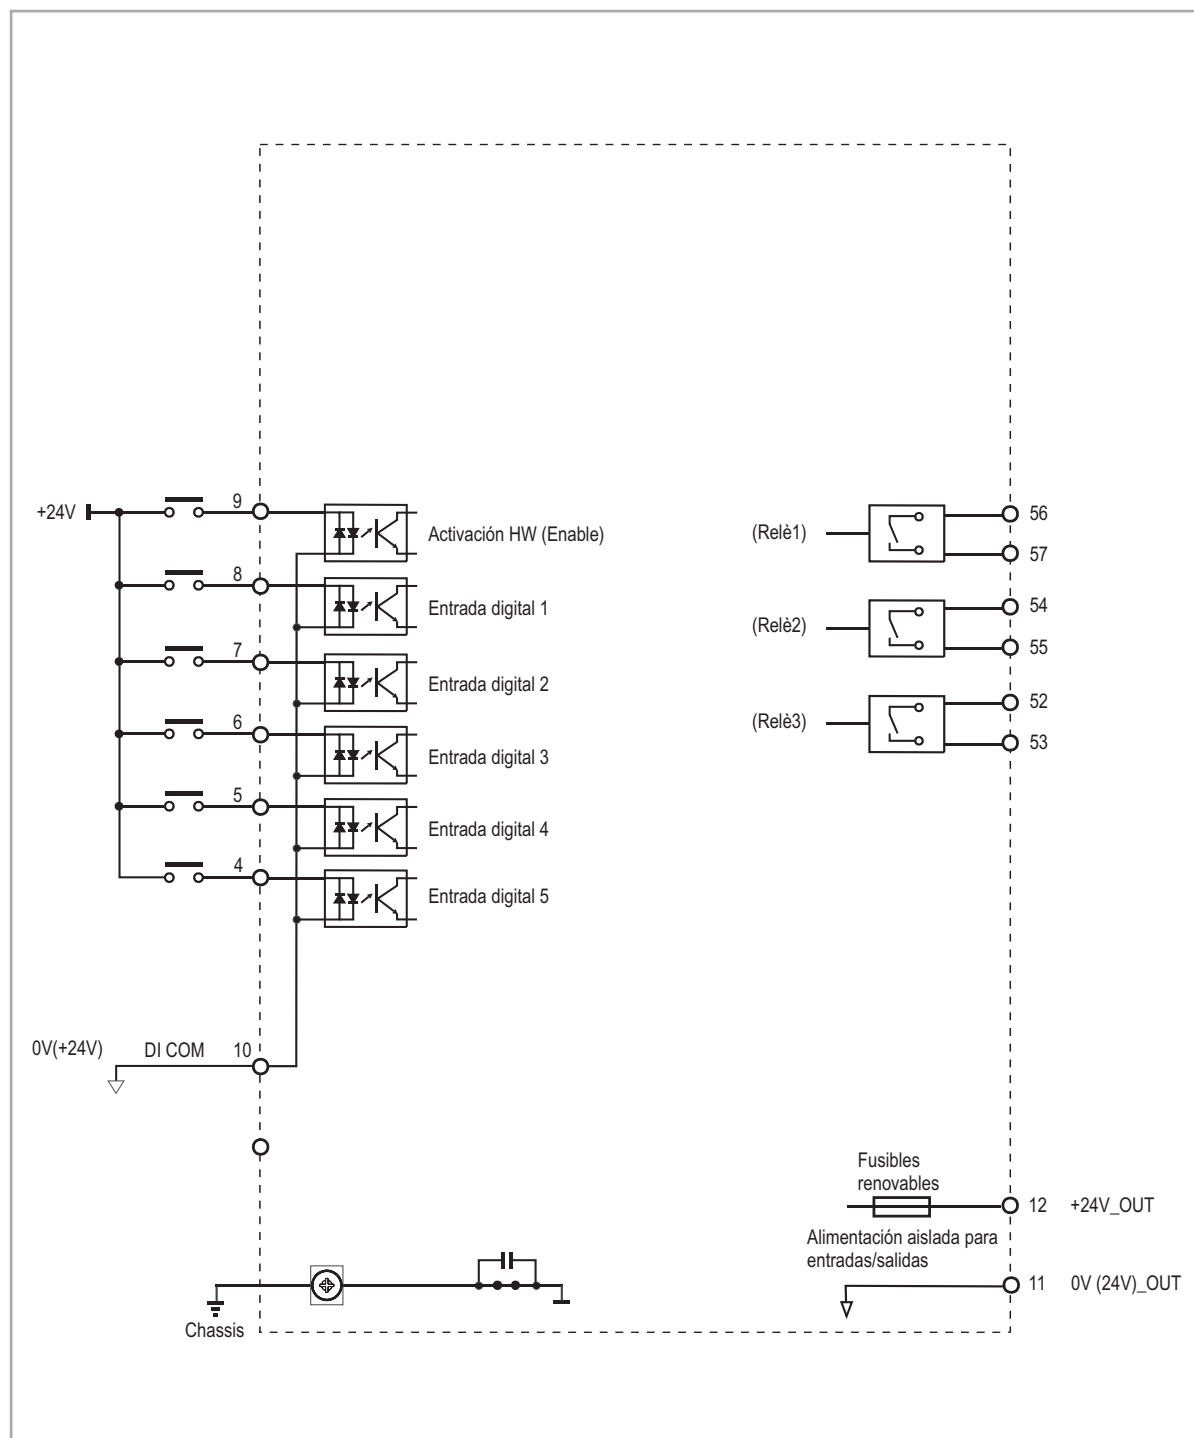 +24V
9
Activación HW (Enable)
8
Entrada digital 1
7
Entrada digital 2
6
Entrada digital 3
5
Entrada digital 4
4
Entrada digital 5
0V(+24V)
DI COM
10
(Relè1)
56
57
(Relè2)
54
55
(Relè3)
52
53
Fusibles
renovables
12
+24V_OUT
Alimentación aislada para
entradas/salidas
11
0V (24V)_OUT
Chassis